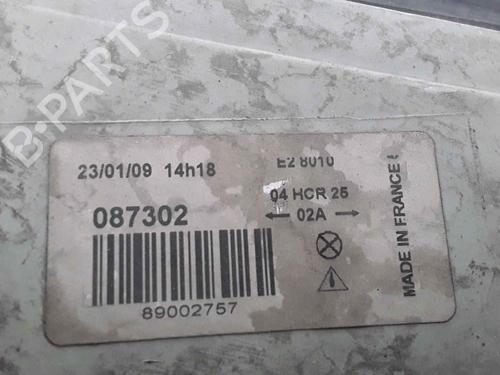 B-PARTS
23/01/09 14h18
E2 8010
04 HCR 25
02A
087302
89002757
MADE IN FRANCE